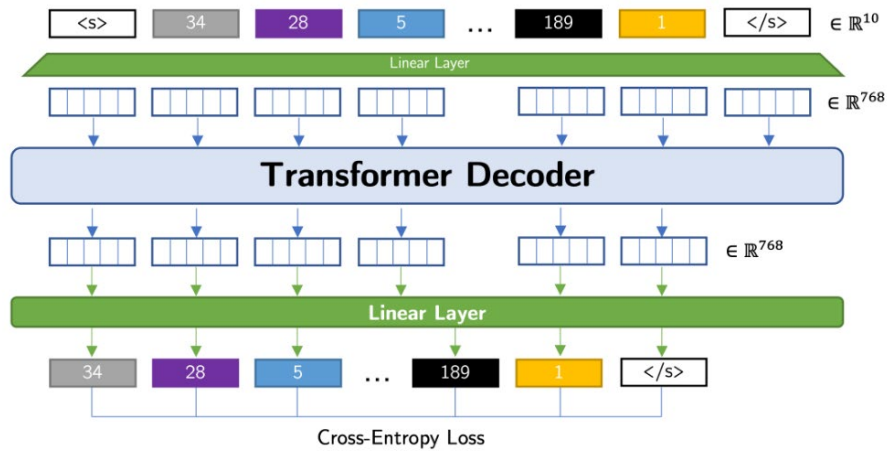 <s> 34 28 5 ... 189 1 </s> ∈ ℝ¹⁰
Linear Layer
∈ ℝ⁷⁶⁸
Transformer Decoder
∈ ℝ⁷⁶⁸
Linear Layer
34 28 5 ... 189 1 </s>
Cross-Entropy Loss